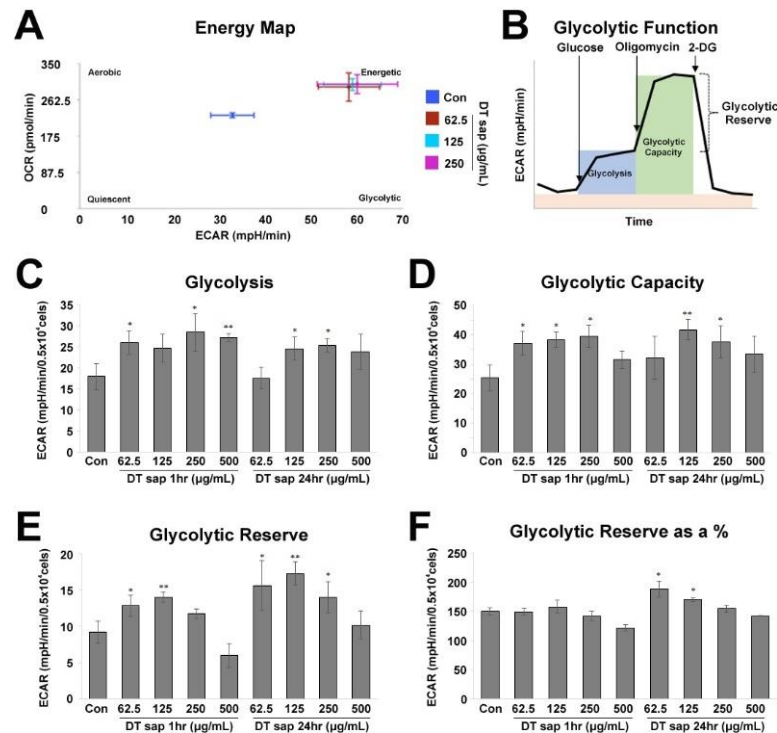 A
Energy Map
350
262.5
175
87.5
0
OCR (pmol/min)
Aerobic
Energetic
Quiescent
Glycolytic
0 10 20 30 40 50 60 70
ECAR (mpH/min)
Con
62.5
125
250
DT sap
(µg/mL)
B
Glycolytic Function
Glucose
Oligomycin
2-DG
ECAR (mpH/min)
Glycolysis
Glycolytic
Capacity
Glycolytic
Reserve
Time
C
Glycolysis
ECAR (mpH/min/0.5x10⁴cels)
35
30
25
20
15
10
5
0
* * ** * *
Con 62.5 125 250 500 62.5 125 250 500
DT sap 1hr (µg/mL) DT sap 24hr (µg/mL)
D
Glycolytic Capacity
ECAR (mpH/min/0.5x10⁴cels)
50
40
30
20
10
0
* * * ** *
Con 62.5 125 250 500 62.5 125 250 500
DT sap 1hr (µg/mL) DT sap 24hr (µg/mL)
E
Glycolytic Reserve
ECAR (mpH/min/0.5x10⁴cels)
20
15
10
5
0
* ** * ** *
Con 62.5 125 250 500 62.5 125 250 500
DT sap 1hr (µg/mL) DT sap 24hr (µg/mL)
F
Glycolytic Reserve as a %
ECAR (mpH/min/0.5x10⁴cels)
250
200
150
100
50
0
* *
Con 62.5 125 250 500 62.5 125 250 500
DT sap 1hr (µg/mL) DT sap 24hr (µg/mL)